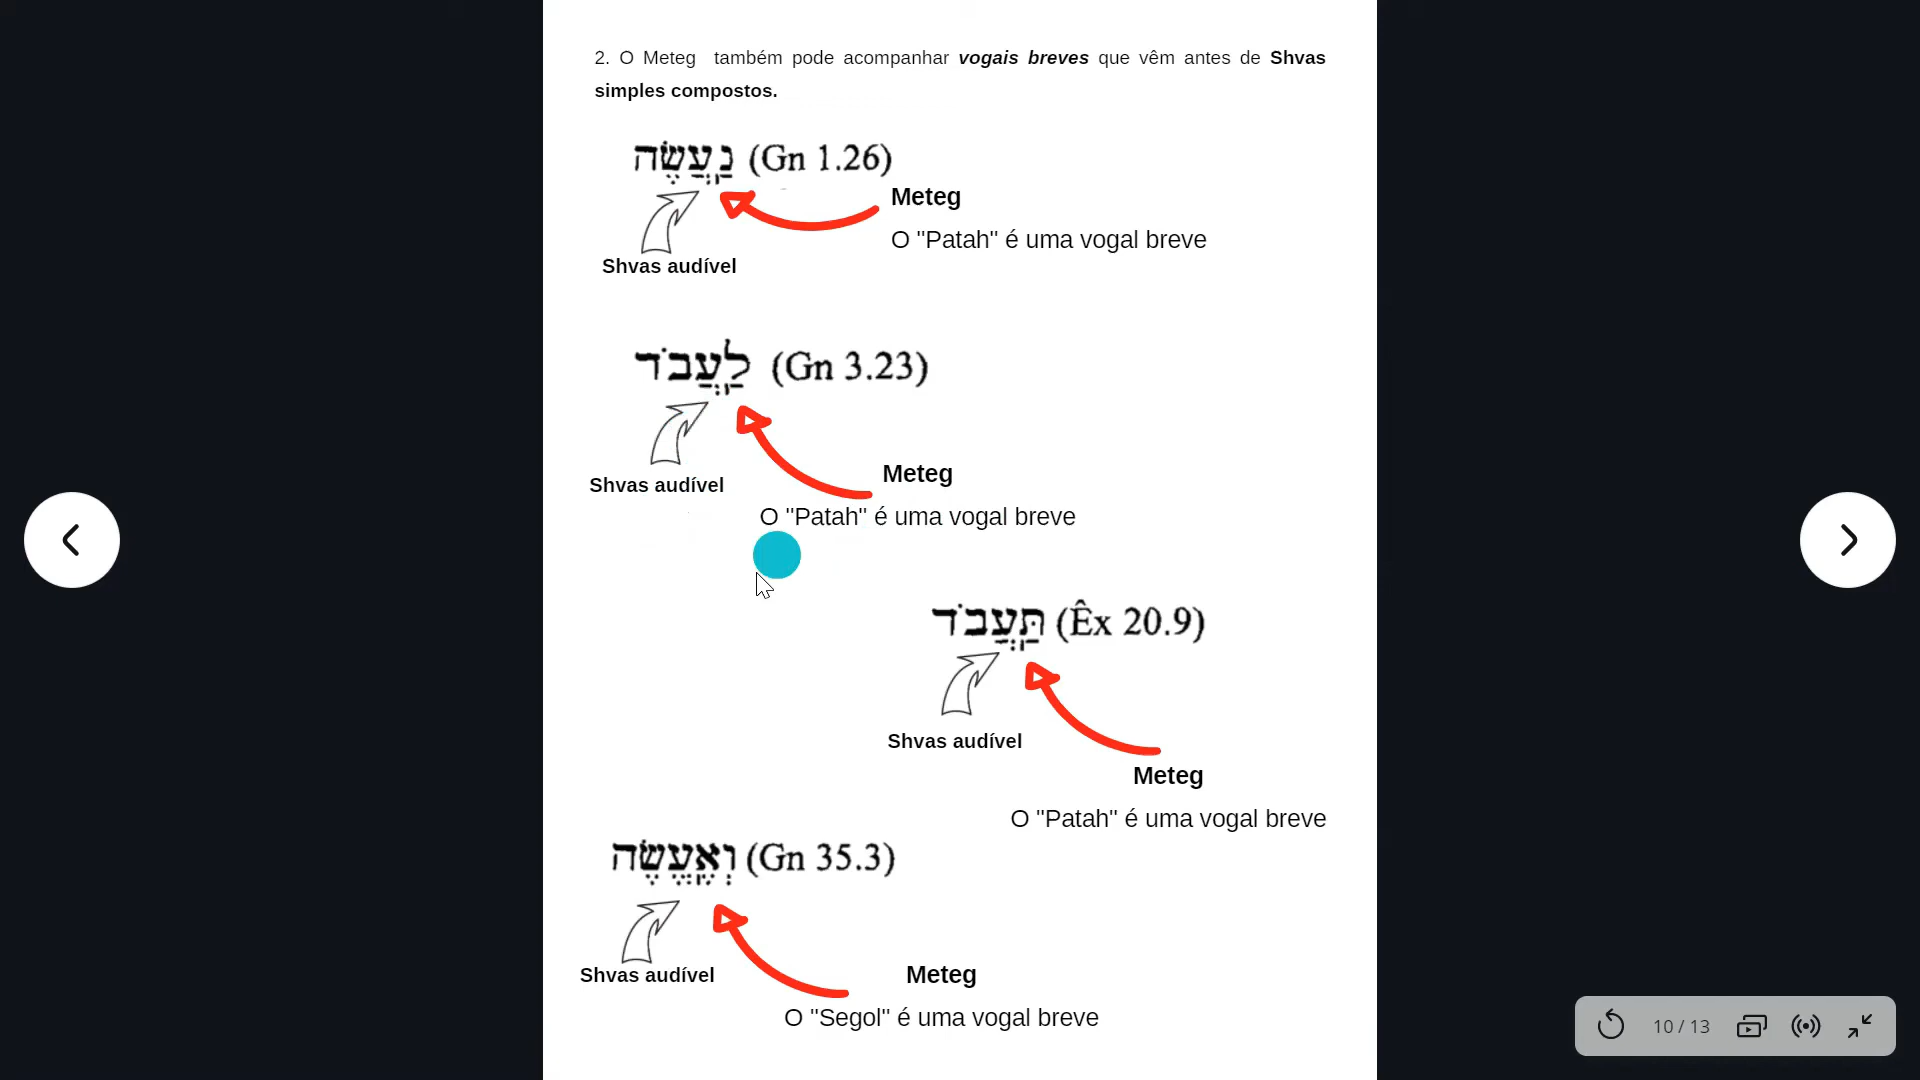 2. O Meteg também pode acompanhar vogais breves que vêm antes de Shvas
simples compostos.
נַֽעֲשֶׂה (Gn 1.26)
Meteg
O "Patah" é uma vogal breve
Shvas audível
לַֽעֲבֹד (Gn 3.23)
Meteg
Shvas audível
O "Patah" é uma vogal breve
תַּֽעֲבֹד (Êx 20.9)
Shvas audível
Meteg
O "Patah" é uma vogal breve
וְאֶֽעֱשֶׂה (Gn 35.3)
Shvas audível
Meteg
O "Segol" é uma vogal breve
10 / 13